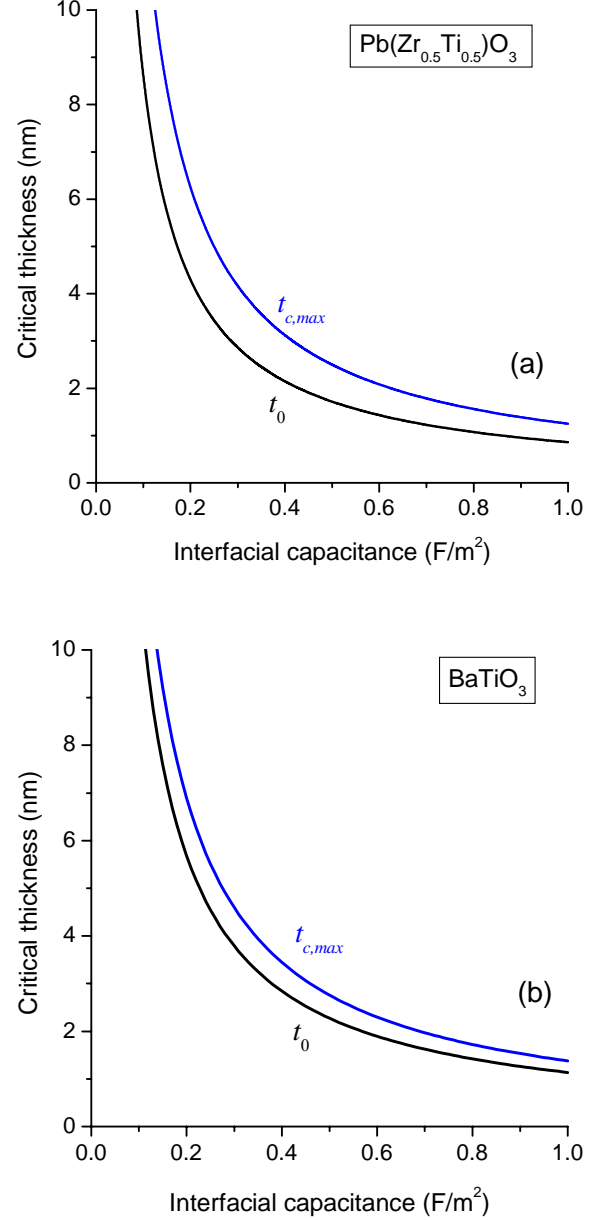 Pb(Zr0.5Ti0.5)O3
10
8
6
4
2
0
Critical thickness (nm)
tc,max
t0
(a)
0.0 0.2 0.4 0.6 0.8 1.0
Interfacial capacitance (F/m2)
BaTiO3
10
8
6
4
2
0
Critical thickness (nm)
tc,max
t0
(b)
0.0 0.2 0.4 0.6 0.8 1.0
Interfacial capacitance (F/m2)